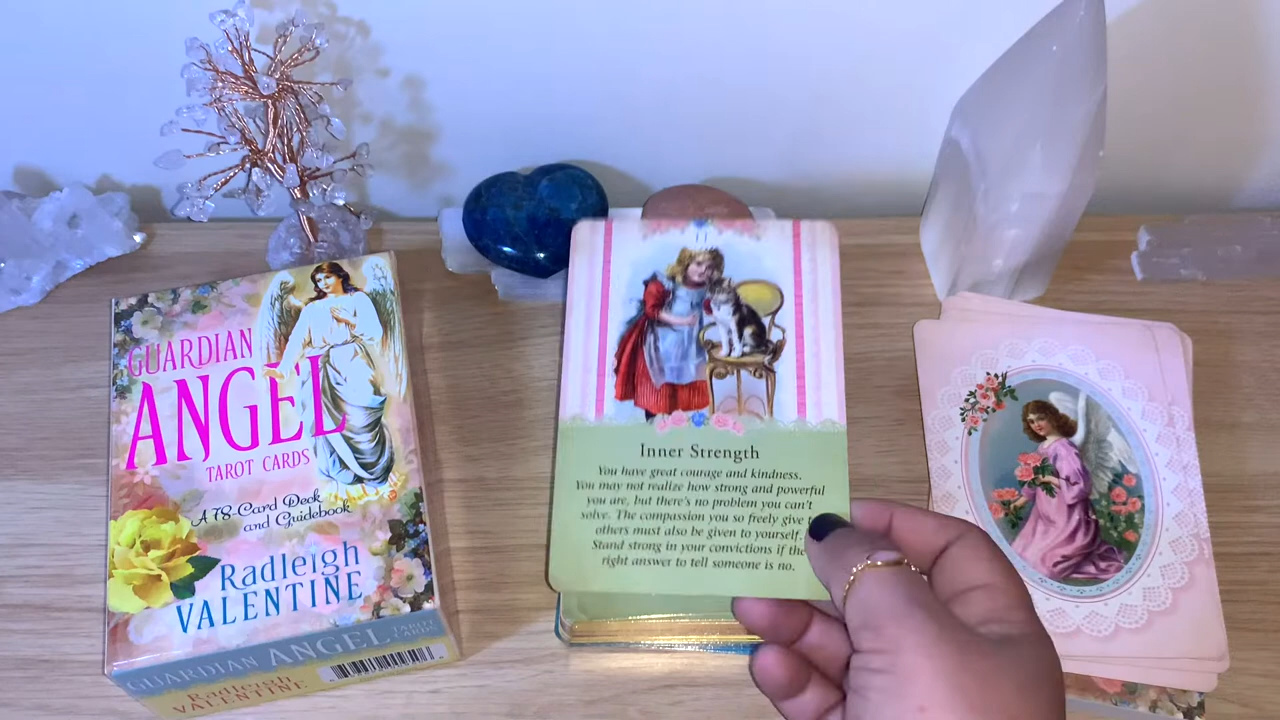 GUARDIAN
ANGEL
TAROT CARDS
A 78-Card Deck
and Guidebook
Radleigh
VALENTINE
GUARDIAN ANGEL TAROT CARDS
Radleigh
VALENTINE
Inner Strength
You have great courage and kindness.
You may not realize how strong and powerful
you are, but there's no problem you can't
solve. The compassion you so freely give
others must also be given to yourself.
Stand strong in your convictions if the
right answer to tell someone is no.